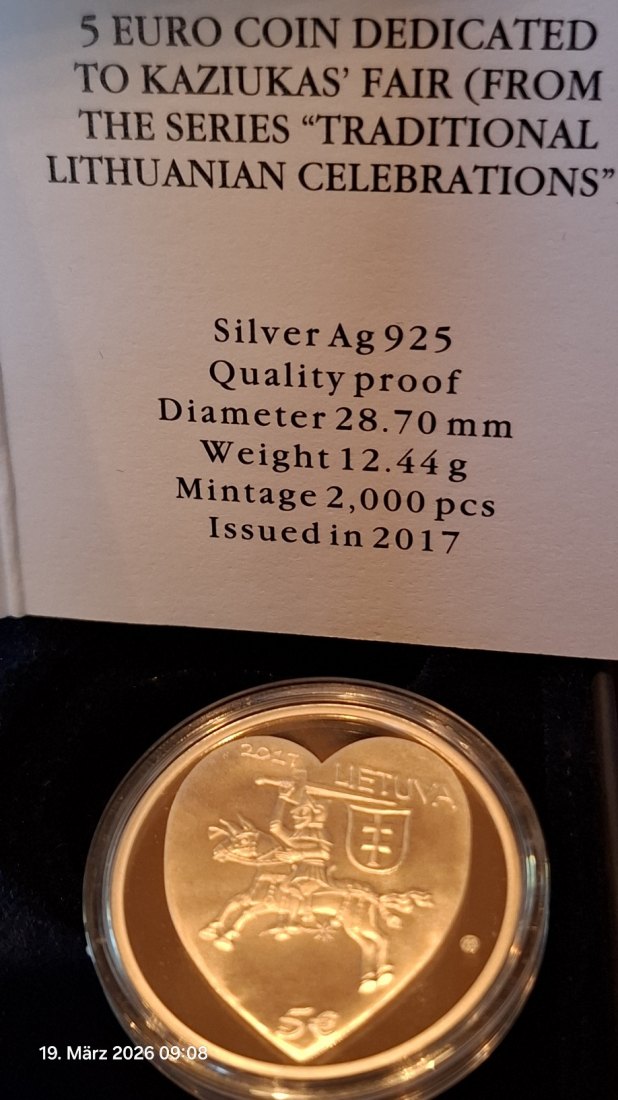 5 EURO COIN DEDICATED
TO KAZIUKAS’ FAIR (FROM
THE SERIES “TRADITIONAL
LITHUANIAN CELEBRATIONS”
Silver Ag 925
Quality proof
Diameter 28.70 mm
Weight 12.44 g
Mintage 2,000 pcs
Issued in 2017
2017
LIETUVA
5€
19. März 2026 09:08